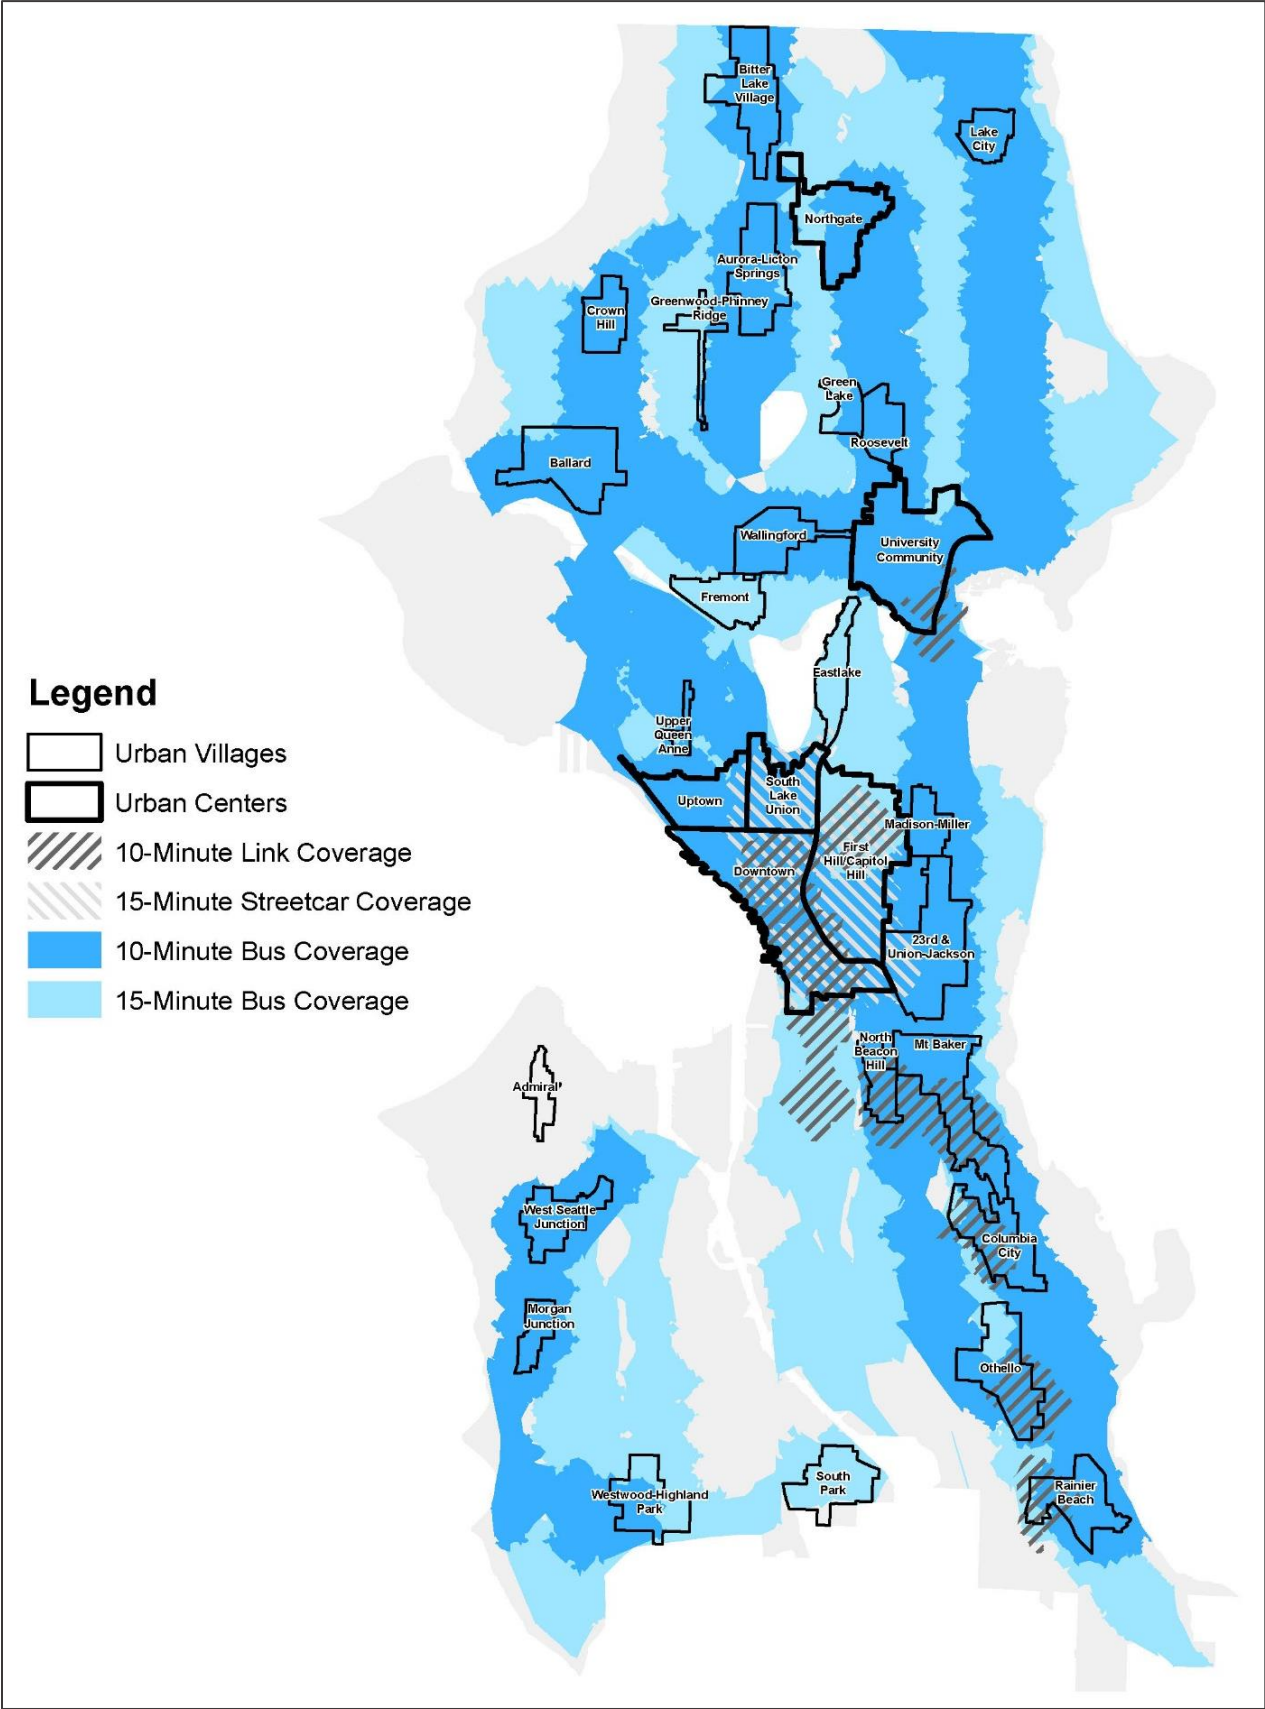 Bitter
Lake
Village
Lake
City
Northgate
Aurora-Licton
Springs
Greenwood-Phinney
Ridge
Crown
Hill
Green
Lake
Roosevelt
Ballard
Wallingford
University
Community
Fremont
Eastlake
Legend
Urban Villages
Urban Centers
10-Minute Link Coverage
15-Minute Streetcar Coverage
10-Minute Bus Coverage
15-Minute Bus Coverage
Upper
Queen
Anne
Uptown
South
Lake
Union
Madison-Miller
First
Hill/Capitol
Hill
Downtown
23rd &
Union-Jackson
North
Beacon
Hill
Mt Baker
Admiral
West Seattle
Junction
Columbia
City
Morgan
Junction
Othello
Westwood-Highland
Park
South
Park
Rainier
Beach